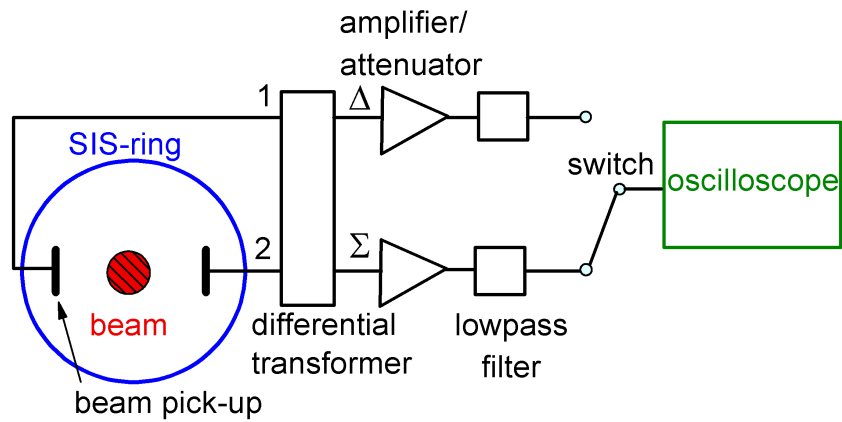 amplifier/
attenuator
1
Δ
SIS-ring
switch
oscilloscope
2
Σ
beam
differential
transformer
lowpass
filter
beam pick-up